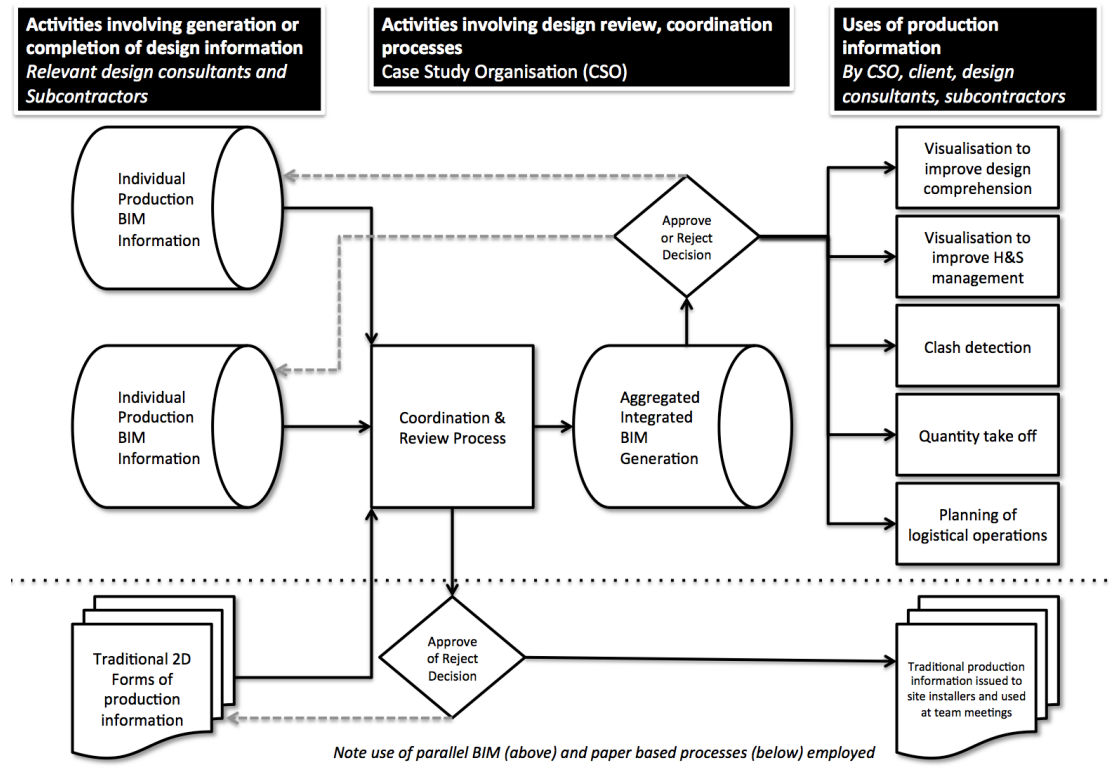 Activities involving generation or
completion of design information
Relevant design consultants and
Subcontractors
Activities involving design review, coordination
processes
Case Study Organisation (CSO)
Uses of production
information
By CSO, client, design
consultants, subcontractors
Individual
Production
BIM
Information
Approve
or Reject
Decision
Visualisation to
improve design
comprehension
Visualisation to
improve H&S
management
Clash detection
Individual
Production
BIM
Information
Coordination &
Review Process
Aggregated
Integrated
BIM
Generation
Quantity take off
Planning of
logistical operations
Traditional 2D
Forms of
production
information
Approve
of Reject
Decision
Traditional production
information issued to
site installers and used
at team meetings
Note use of parallel BIM (above) and paper based processes (below) employed